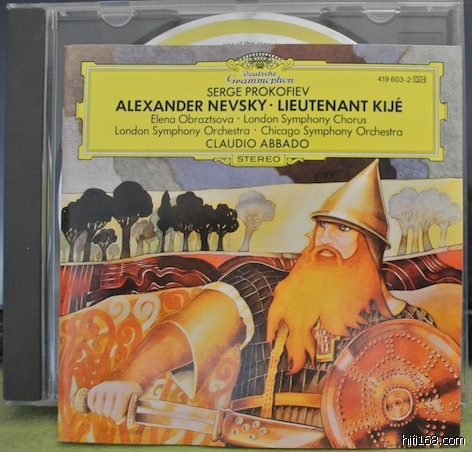 Deutsche
Grammophon
419 603-2 GH
SERGE PROKOFIEV
ALEXANDER NEVSKY · LIEUTENANT KIJÉ
Elena Obraztsova · London Symphony Chorus
London Symphony Orchestra · Chicago Symphony Orchestra
CLAUDIO ABBADO
STEREO
hifi168.com